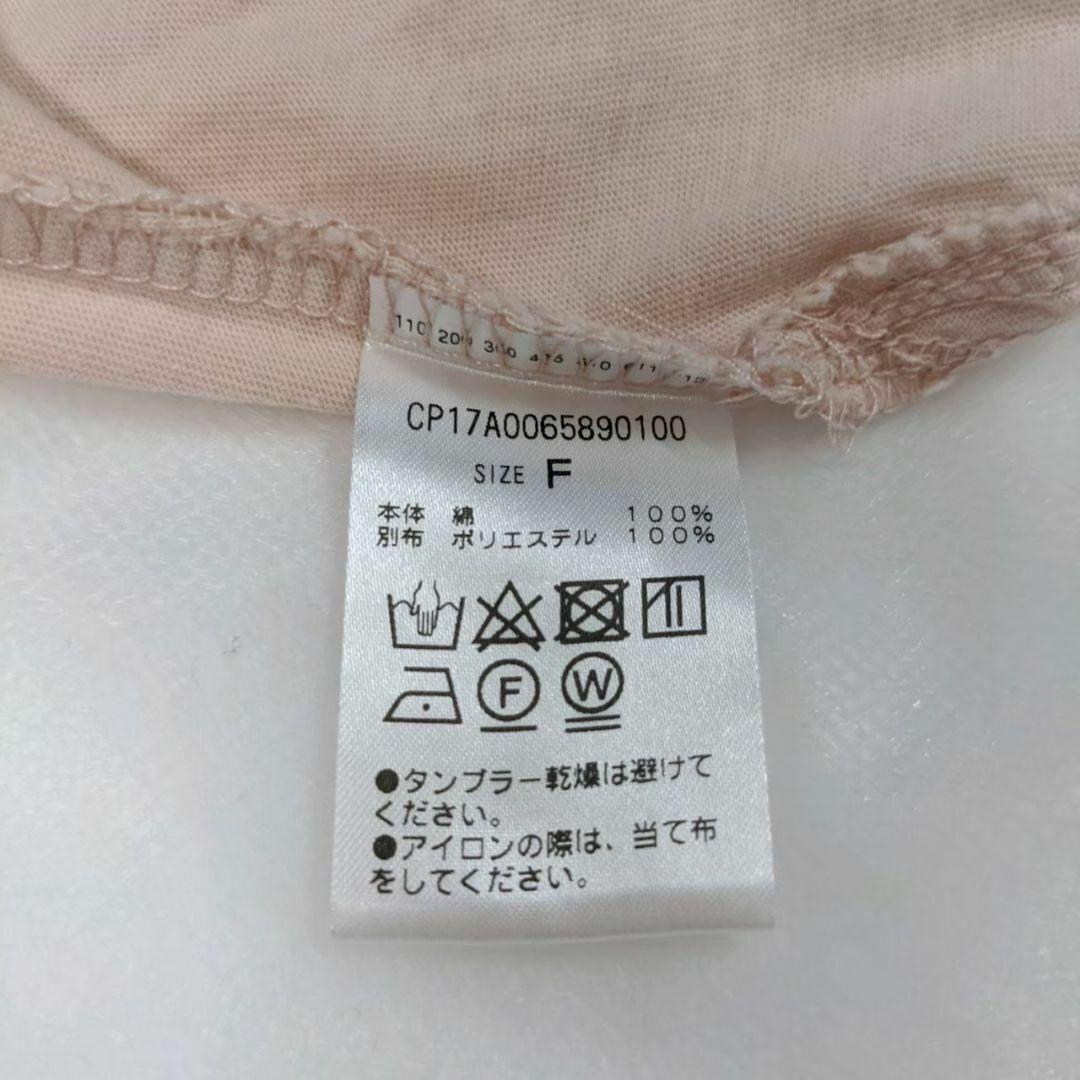 CP17A0065890100
SIZE F
本体 綿 100%
別布 ポリエステル 100%
F W
●タンブラー乾燥は避けて
ください。
●アイロンの際は、当て布
をしてください。